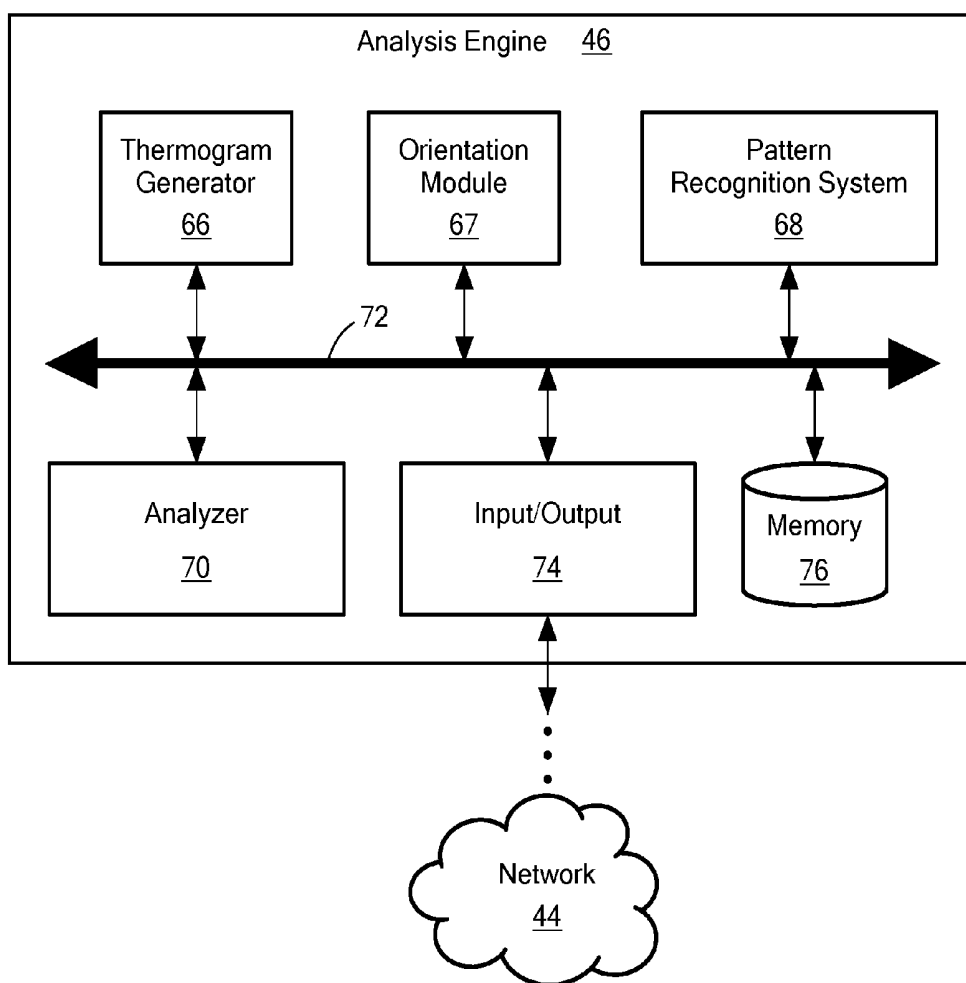 Analysis Engine 46
Thermogram
Generator
66
Orientation
Module
67
Pattern
Recognition System
68
72
Analyzer
70
Input/Output
74
Memory
76
Network
44